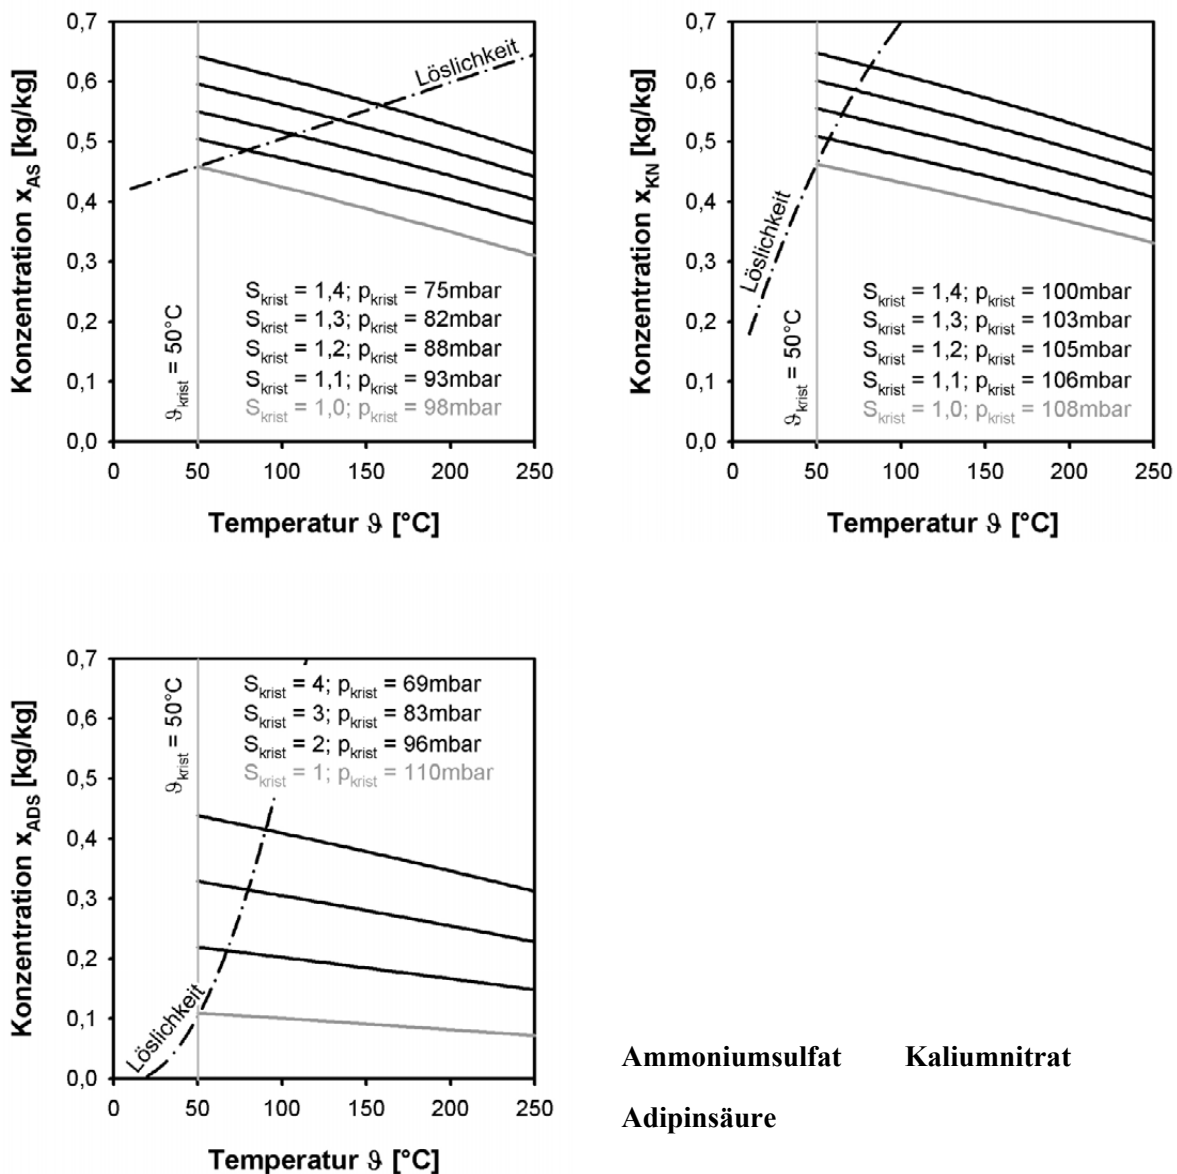 Konzentration x_AS [kg/kg]
0,7
0,6
0,5
0,4
0,3
0,2
0,1
0,0
Löslichkeit
ϑ_krist = 50°C
S_krist = 1,4; p_krist = 75mbar
S_krist = 1,3; p_krist = 82mbar
S_krist = 1,2; p_krist = 88mbar
S_krist = 1,1; p_krist = 93mbar
S_krist = 1,0; p_krist = 98mbar
0 50 100 150 200 250
Temperatur ϑ [°C]
Konzentration x_KN [kg/kg]
0,7
0,6
0,5
0,4
0,3
0,2
0,1
0,0
Löslichkeit
ϑ_krist = 50°C
S_krist = 1,4; p_krist = 100mbar
S_krist = 1,3; p_krist = 103mbar
S_krist = 1,2; p_krist = 105mbar
S_krist = 1,1; p_krist = 106mbar
S_krist = 1,0; p_krist = 108mbar
0 50 100 150 200 250
Temperatur ϑ [°C]
Konzentration x_ADS [kg/kg]
0,7
0,6
0,5
0,4
0,3
0,2
0,1
0,0
ϑ_krist = 50°C
S_krist = 4; p_krist = 69mbar
S_krist = 3; p_krist = 83mbar
S_krist = 2; p_krist = 96mbar
S_krist = 1; p_krist = 110mbar
Löslichkeit
0 50 100 150 200 250
Temperatur ϑ [°C]
Ammoniumsulfat Kaliumnitrat
Adipinsäure